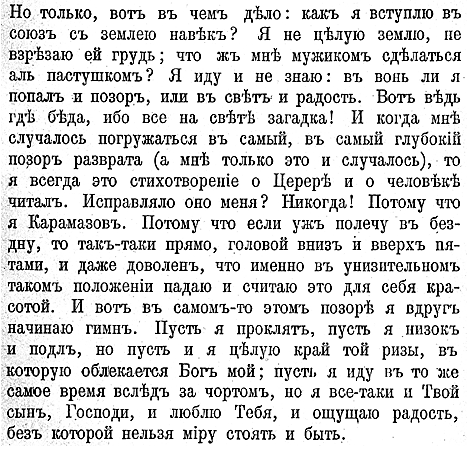 Но только, вотъ въ чемъ дѣло: какъ я вступлю въ
союзъ съ землею навѣкъ? Я не цѣлую землю, не
взрѣзаю ей грудь; что жъ мнѣ мужикомъ сдѣлаться
аль пастушкомъ? Я иду и не знаю: въ вонь ли я
попалъ и позоръ, или въ свѣтъ и радость. Вотъ вѣдь
гдѣ бѣда, ибо все на свѣтѣ загадка! И когда мнѣ
случалось погружаться въ самый, въ самый глубокій
позоръ разврата (а мнѣ только это и случалось), то
я всегда это стихотвореніе о Церерѣ и о человѣкѣ
читалъ. Исправляло оно меня? Никогда! Потому что
я Карамазовъ. Потому что если ужъ полечу въ без-
дну, то такъ-таки прямо, головой внизъ и вверхъ пя-
тами, и даже доволенъ, что именно въ унизительномъ
такомъ положеніи падаю и считаю это для себя кра-
сотой. И вотъ въ самомъ-то этомъ позорѣ я вдругъ
начинаю гимнъ. Пусть я проклятъ, пусть я низокъ
и подлъ, но пусть и я цѣлую край той ризы, въ
которую облекается Богъ мой; пусть я иду въ то же
самое время вслѣдъ за чортомъ, но я все-таки и Твой
сынъ, Господи, и люблю Тебя, и ощущаю радость,
безъ которой нельзя міру стоять и быть.